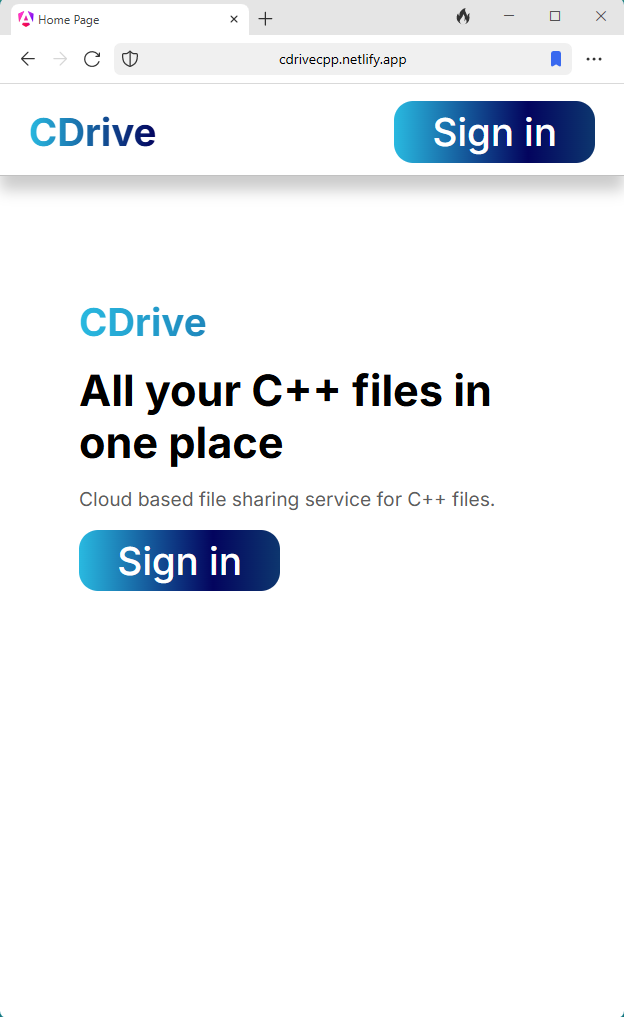 Home Page
cdrivecpp.netlify.app
CDrive
Sign in
CDrive
All your C++ files in
one place
Cloud based file sharing service for C++ files.
Sign in